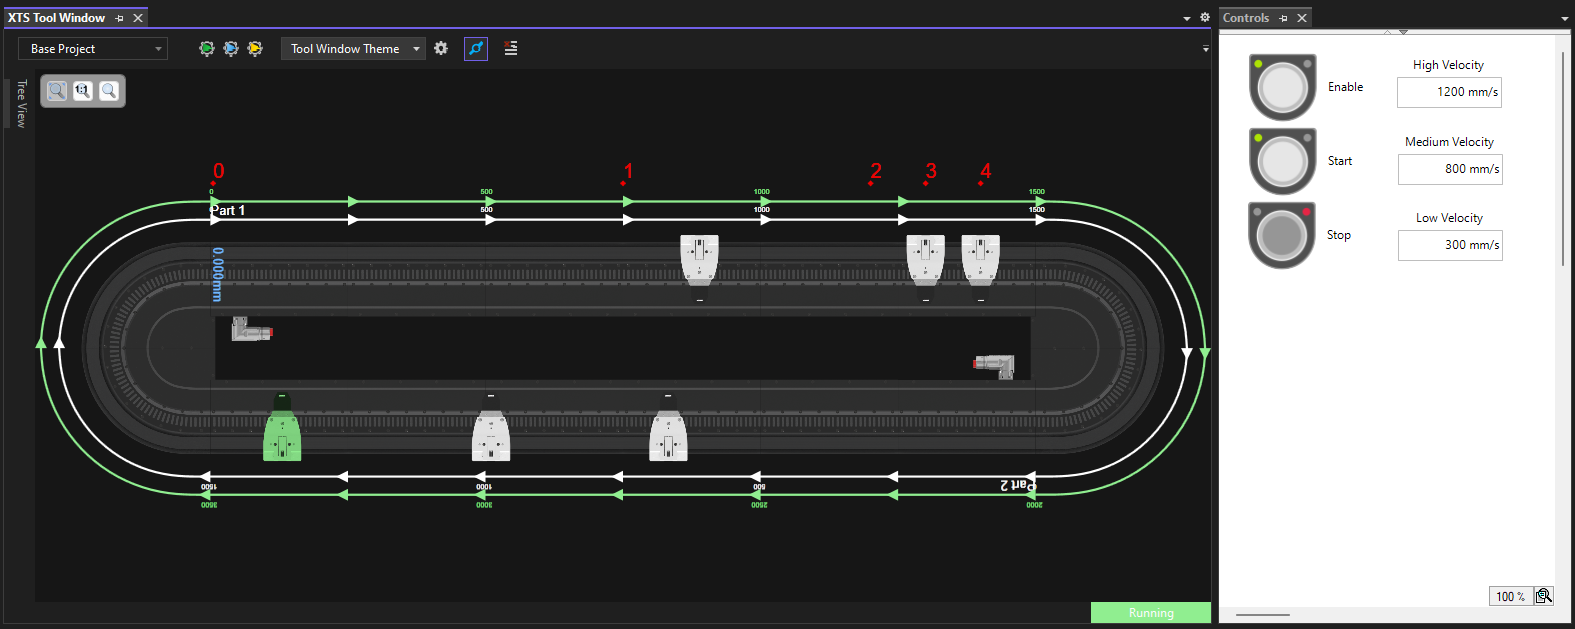 XTS Tool Window
Base Project
Tool Window Theme
Tree View
1:1
0
1
2
3
4
0
500
1000
1500
Part 1
500
1000
1500
0.000mm
1500
1000
500
Part 2
3500
3000
2500
2000
Running
Controls
Enable
High Velocity
1200 mm/s
Start
Medium Velocity
800 mm/s
Stop
Low Velocity
300 mm/s
100 %